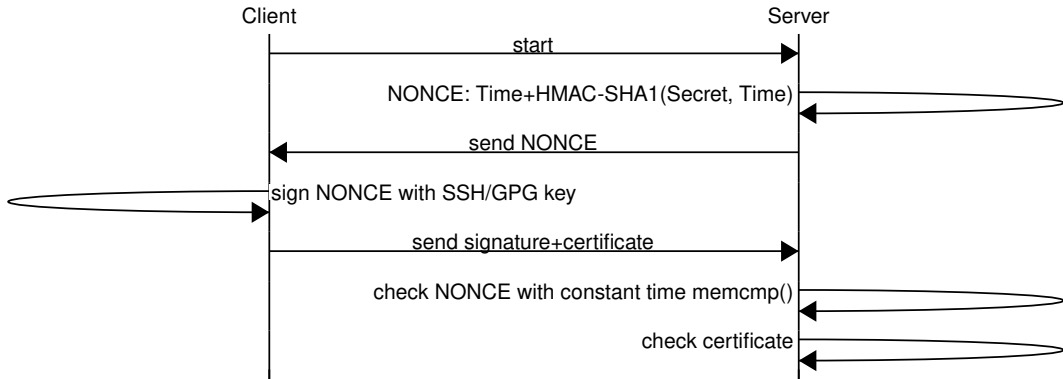 Client
Server
start
NONCE: Time+HMAC-SHA1(Secret, Time)
send NONCE
sign NONCE with SSH/GPG key
send signature+certificate
check NONCE with constant time memcmp()
check certificate